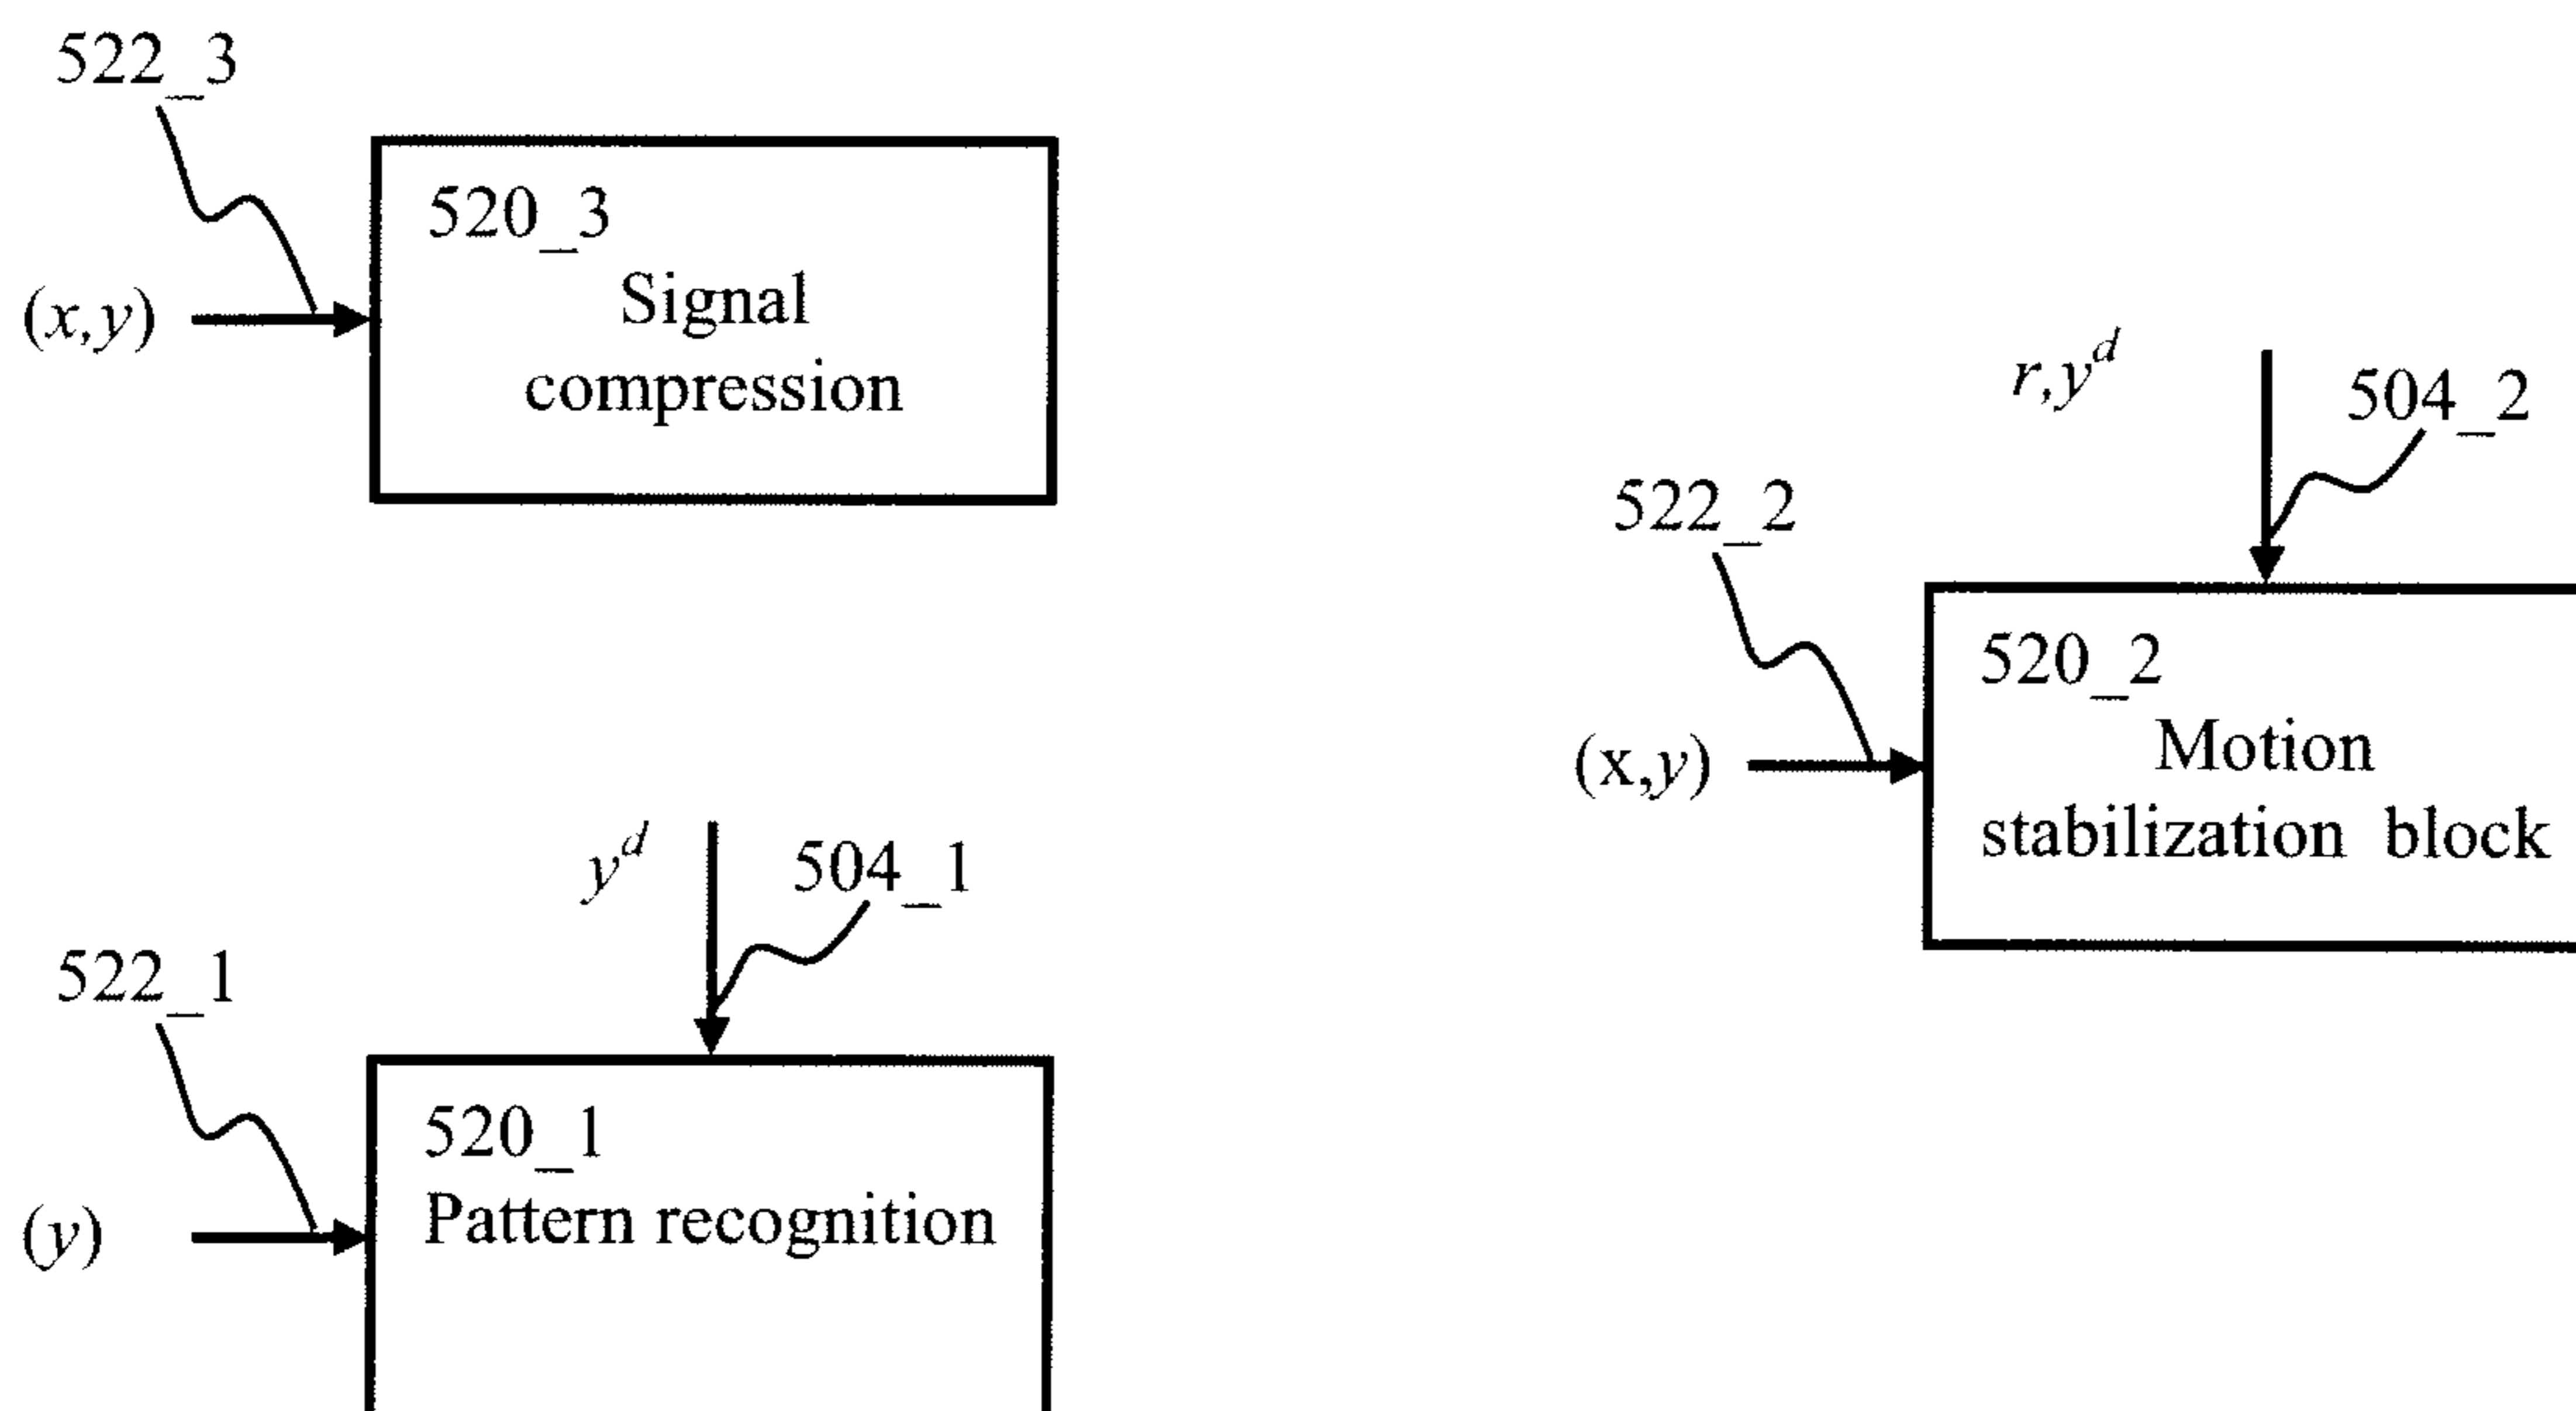 522_3
520_3
Signal
compression
(x,y)
r,y^d
504_2
522_2
520_2
Motion
stabilization block
(x,y)
y^d
504_1
522_1
520_1
Pattern recognition
(y)